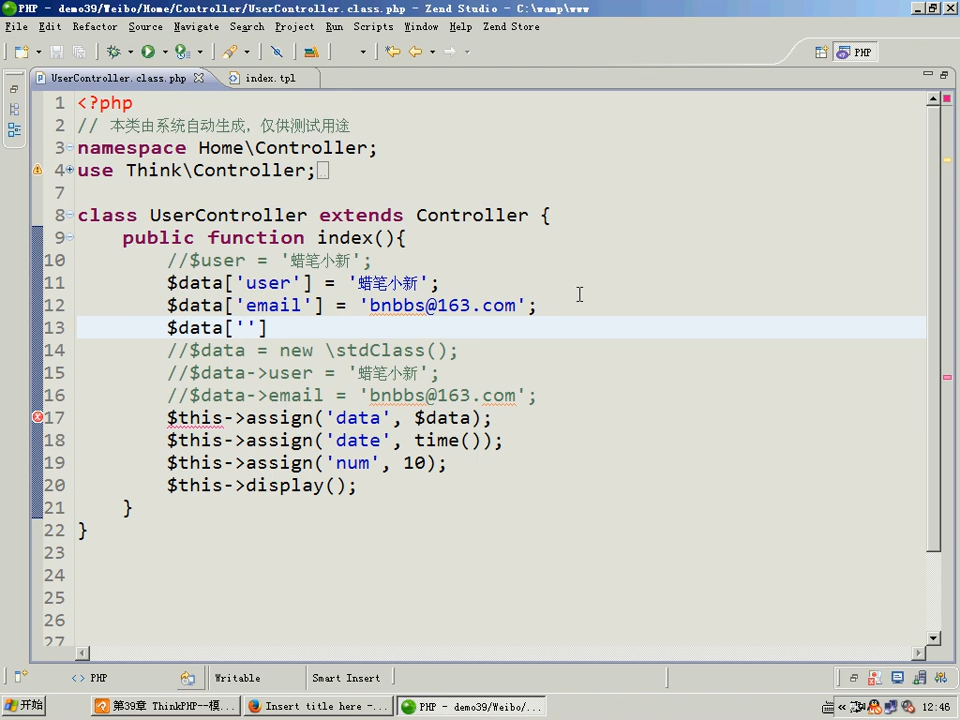 PHP - demo39/Weibo/Home/Controller/UserController.class.php - Zend Studio - C:\wamp\www
File Edit Refactor Source Navigate Search Project Run Scripts Window Help Zend Store
PHP
UserController.class.php index.tpl
1 <?php
2 // 本类由系统自动生成，仅供测试用途
3 namespace Home\Controller;
4 use Think\Controller;
7
8 class UserController extends Controller {
9 public function index(){
10 //$user = '蜡笔小新';
11 $data['user'] = '蜡笔小新';
12 $data['email'] = 'bnbbs@163.com';
13 $data['']
14 //$data = new \stdClass();
15 //$data->user = '蜡笔小新';
16 //$data->email = 'bnbbs@163.com';
17 $this->assign('data', $data);
18 $this->assign('date', time());
19 $this->assign('num', 10);
20 $this->display();
21 }
22 }
23
24
25
26
27
<> PHP Writable Smart Insert
开始 第39章 ThinkPHP--模... Insert title here -... PHP - demo39/Weibo/... « 12:46